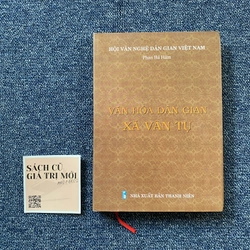 HỘI VĂN NGHỆ DÂN GIAN VIỆT NAM
Phan Bá Hàm
VĂN HÓA DÂN GIAN
XÃ VÂN TỤ
NHÀ XUẤT BẢN THANH NIÊN
SÁCH CŨ
GIÁ TRỊ MỚI